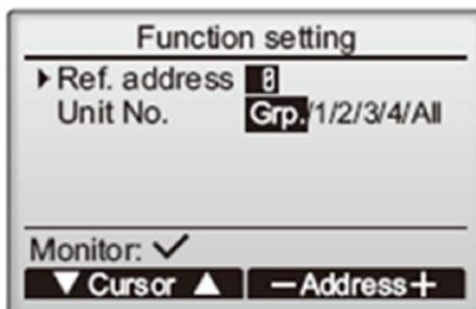 Function setting
▶ Ref. address 0
Unit No. Grp./1/2/3/4/All
Monitor: ✓
▼ Cursor ▲ −Address+